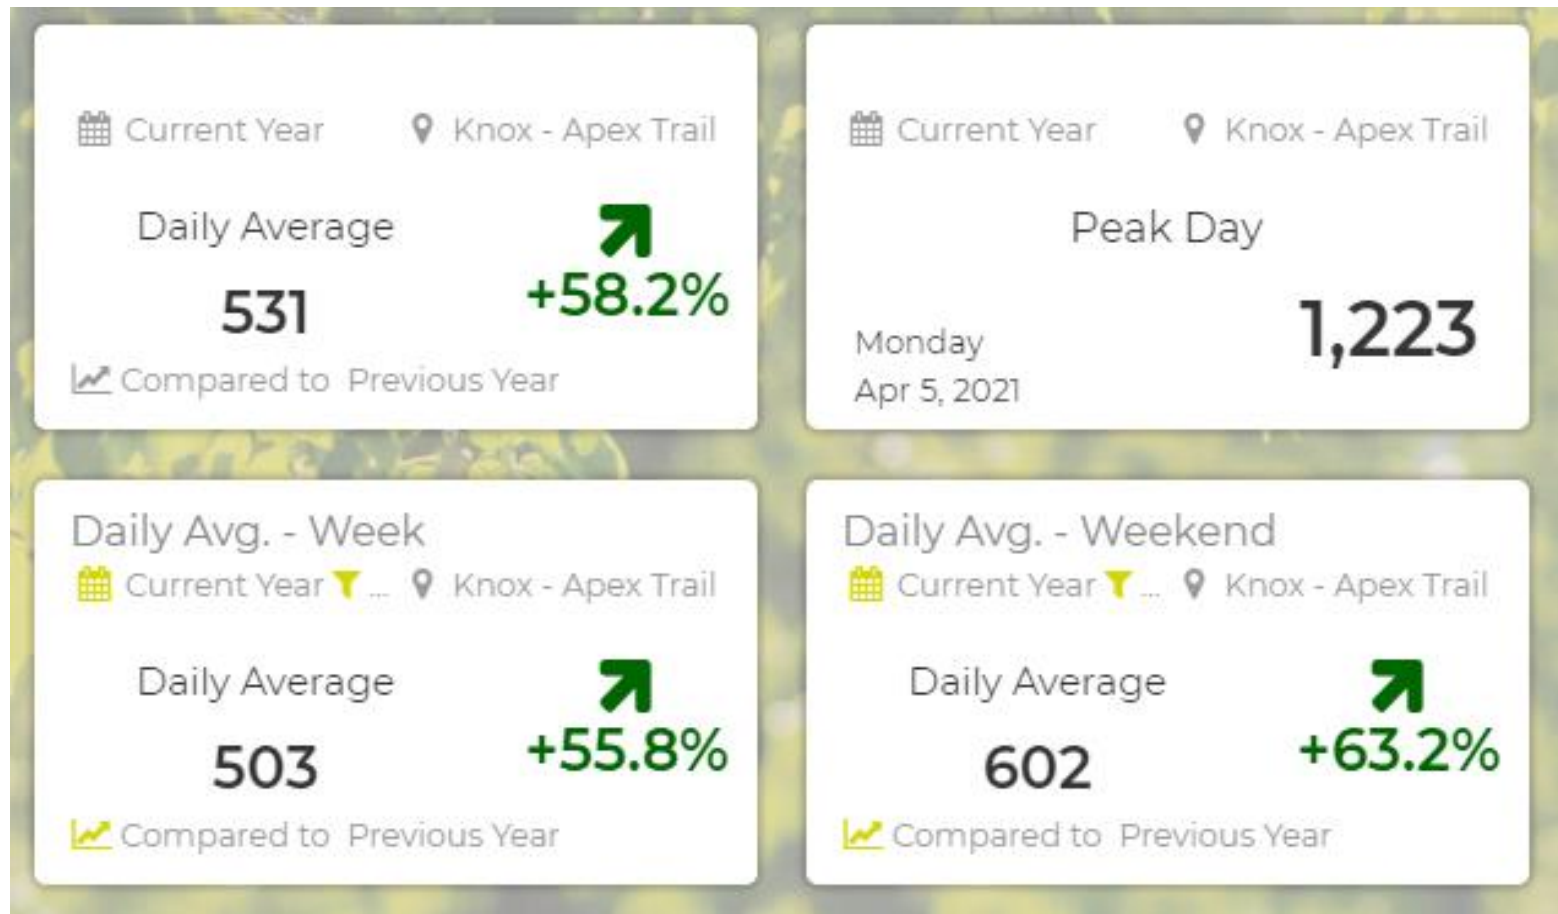 Current Year Knox - Apex Trail
Daily Average
+58.2%
531
Compared to Previous Year
Current Year Knox - Apex Trail
Peak Day
1,223
Monday
Apr 5, 2021
Daily Avg. - Week
Current Year ... Knox - Apex Trail
Daily Average
+55.8%
503
Compared to Previous Year
Daily Avg. - Weekend
Current Year ... Knox - Apex Trail
Daily Average
+63.2%
602
Compared to Previous Year